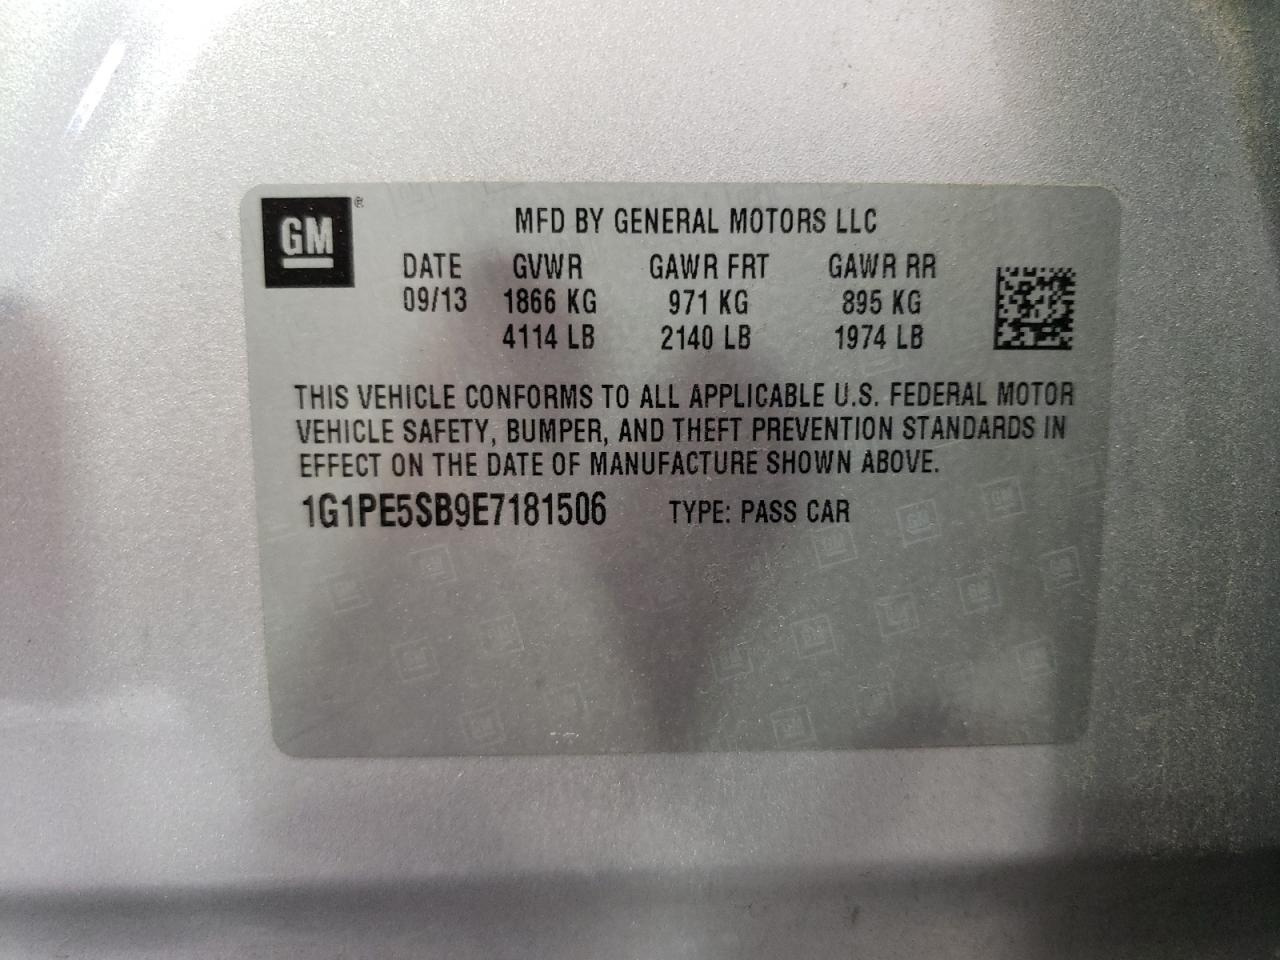 GM®
MFD BY GENERAL MOTORS LLC
DATE GVWR GAWR FRT GAWR RR
09/13 1866 KG 971 KG 895 KG
4114 LB 2140 LB 1974 LB
THIS VEHICLE CONFORMS TO ALL APPLICABLE U.S. FEDERAL MOTOR
VEHICLE SAFETY, BUMPER, AND THEFT PREVENTION STANDARDS IN
EFFECT ON THE DATE OF MANUFACTURE SHOWN ABOVE.
1G1PE5SB9E7181506 TYPE: PASS CAR